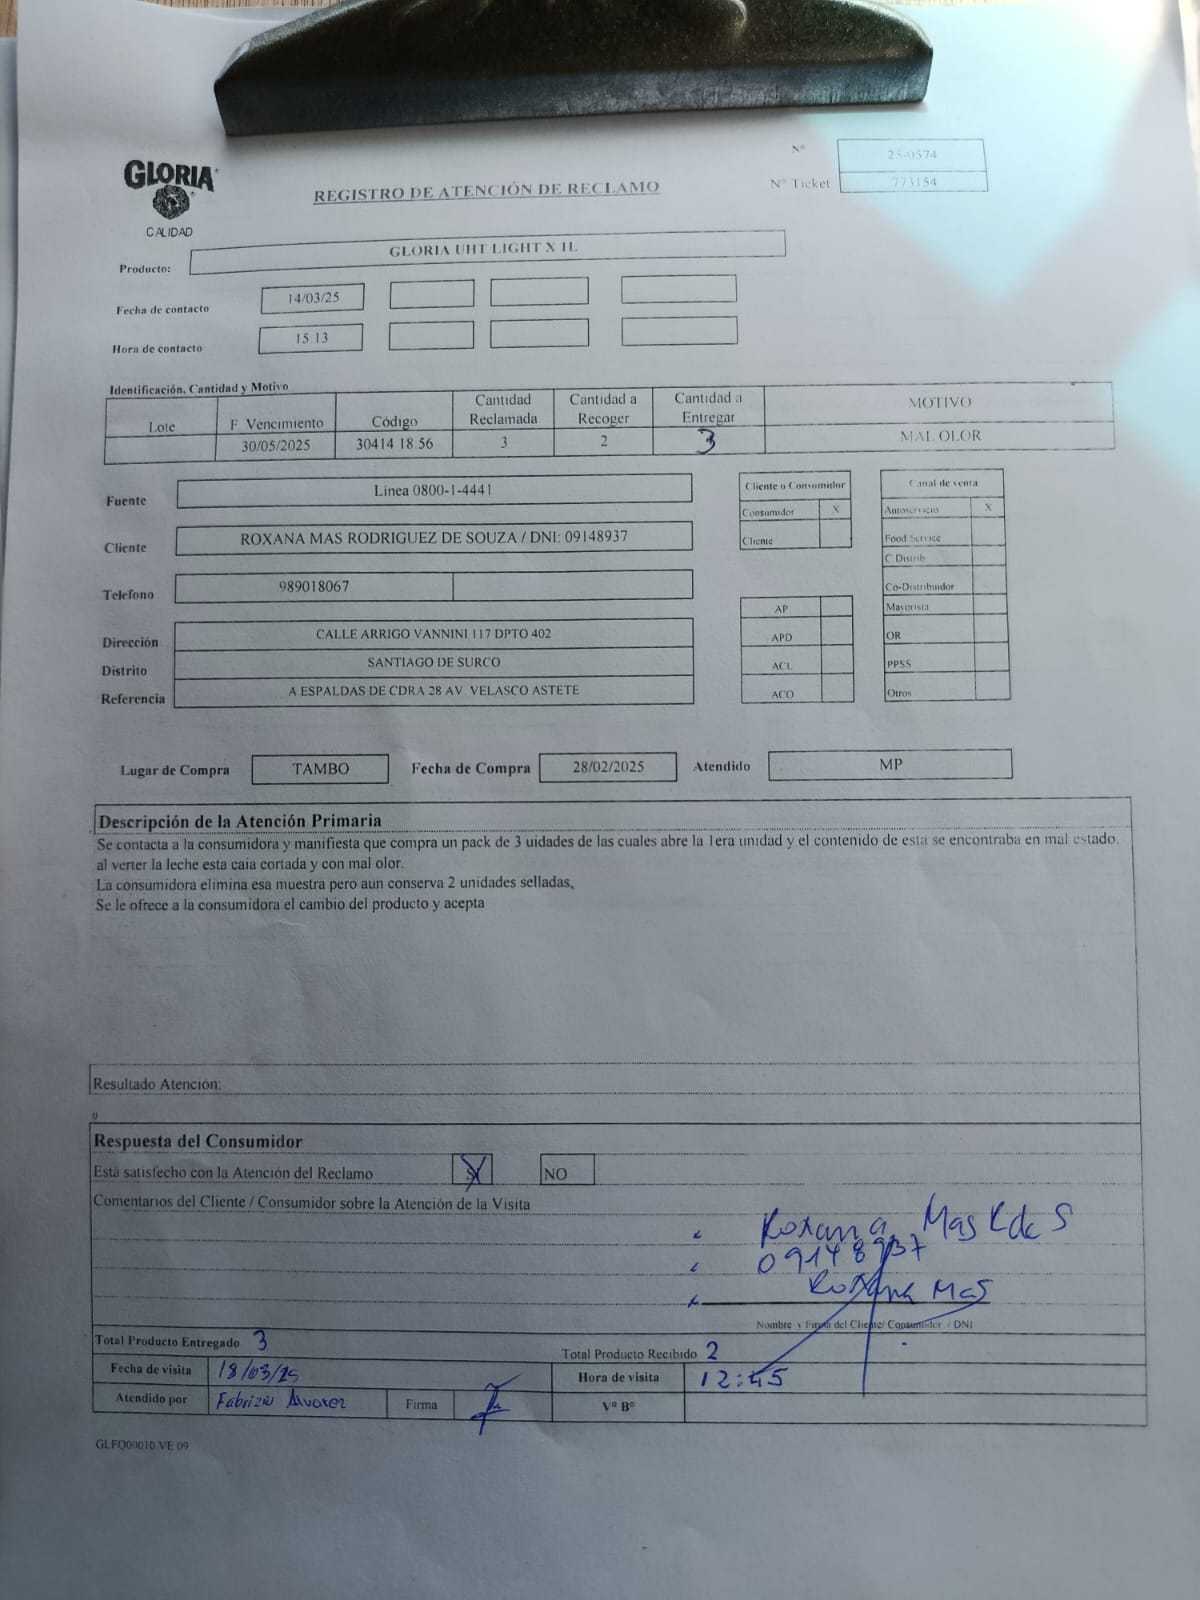 GLORIA
CALIDAD
REGISTRO DE ATENCIÓN DE RECLAMO
Nº 25-0574
Nº Ticket 773154
Producto: GLORIA UHT LIGHT X 1L
Fecha de contacto 14/03/25
Hora de contacto 15 13
Identificación, Cantidad y Motivo
Lote F Vencimiento Código Cantidad Reclamada Cantidad a Recoger Cantidad a Entregar MOTIVO
30/05/2025 30414 18 56 3 2 3 MAL OLOR
Fuente Linea 0800-1-4441
Cliente ROXANA MAS RODRIGUEZ DE SOUZA / DNI: 09148937
Telefono 989018067
Dirección CALLE ARRIGO VANNINI 117 DPTO 402
Distrito SANTIAGO DE SURCO
Referencia A ESPALDAS DE CDRA 28 AV VELASCO ASTETE
Cliente o Consumidor
Consumidor X
Cliente
AP
APD
ACL
ACO
Canal de venta
Autoservicio X
Food Service
C Distrib
Co-Distribuidor
Mayorista
OR
PPSS
Otros
Lugar de Compra TAMBO Fecha de Compra 28/02/2025 Atendido MP
Descripción de la Atención Primaria
Se contacta a la consumidora y manifiesta que compra un pack de 3 uidades de las cuales abre la 1era unidad y el contenido de esta se encontraba en mal estado.
al verter la leche esta caia cortada y con mal olor.
La consumidora elimina esa muestra pero aun conserva 2 unidades selladas,
Se le ofrece a la consumidora el cambio del producto y acepta
Resultado Atención:
0
Respuesta del Consumidor
Está satisfecho con la Atención del Reclamo SI NO
Comentarios del Cliente / Consumidor sobre la Atención de la Visita
Roxana Mas R de S
09148937
Roxana Mas
Nombre y Firma del Cliente/ Consumidor / DNI
Total Producto Entregado 3 Total Producto Recibido 2
Fecha de visita 18/03/25 Hora de visita 12:45
Atendido por Fabrizio Alvarez Firma Vº Bº
GLFQ00010 VE 09